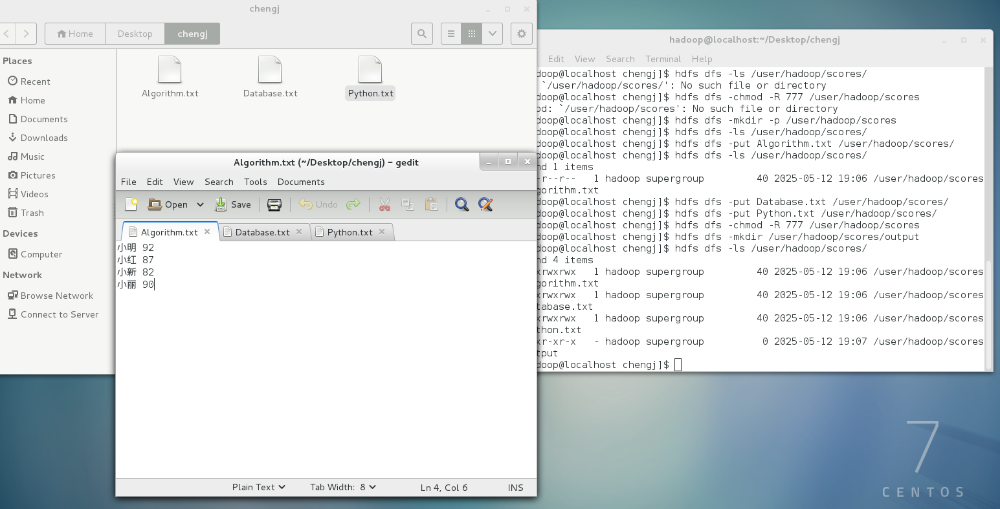 chengj
Home
Desktop
chengj
Places
Recent
Home
Documents
Downloads
Music
Pictures
Videos
Trash
Devices
Computer
Network
Browse Network
Connect to Server
Algorithm.txt
Database.txt
Python.txt
Algorithm.txt (~/Desktop/chengj) – gedit
File Edit View Search Tools Documents
Open Save Undo
Algorithm.txt Database.txt Python.txt
小明 92
小红 87
小新 82
小丽 90
Plain Text Tab Width: 8 Ln 4, Col 6 INS
hadoop@localhost:~/Desktop/chengj
Edit View Search Terminal Help
doop@localhost chengj]$ hdfs dfs -ls /user/hadoop/scores/
`/user/hadoop/scores/': No such file or directory
doop@localhost chengj]$ hdfs dfs -chmod -R 777 /user/hadoop/scores
od: `/user/hadoop/scores': No such file or directory
doop@localhost chengj]$ hdfs dfs -mkdir -p /user/hadoop/scores
doop@localhost chengj]$ hdfs dfs -ls /user/hadoop/scores/
doop@localhost chengj]$ hdfs dfs -put Algorithm.txt /user/hadoop/scores/
doop@localhost chengj]$ hdfs dfs -ls /user/hadoop/scores/
nd 1 items
-r--r-- 1 hadoop supergroup 40 2025-05-12 19:06 /user/hadoop/scores
gorithm.txt
doop@localhost chengj]$ hdfs dfs -put Database.txt /user/hadoop/scores/
doop@localhost chengj]$ hdfs dfs -put Python.txt /user/hadoop/scores/
doop@localhost chengj]$ hdfs dfs -chmod -R 777 /user/hadoop/scores
doop@localhost chengj]$ hdfs dfs -mkdir /user/hadoop/scores/output
doop@localhost chengj]$ hdfs dfs -ls /user/hadoop/scores/
nd 4 items
xrwxrwx 1 hadoop supergroup 40 2025-05-12 19:06 /user/hadoop/scores
gorithm.txt
xrwxrwx 1 hadoop supergroup 40 2025-05-12 19:06 /user/hadoop/scores
tabase.txt
xrwxrwx 1 hadoop supergroup 40 2025-05-12 19:06 /user/hadoop/scores
thon.txt
xr-xr-x - hadoop supergroup 0 2025-05-12 19:07 /user/hadoop/scores
tput
doop@localhost chengj]$
7
CENTOS